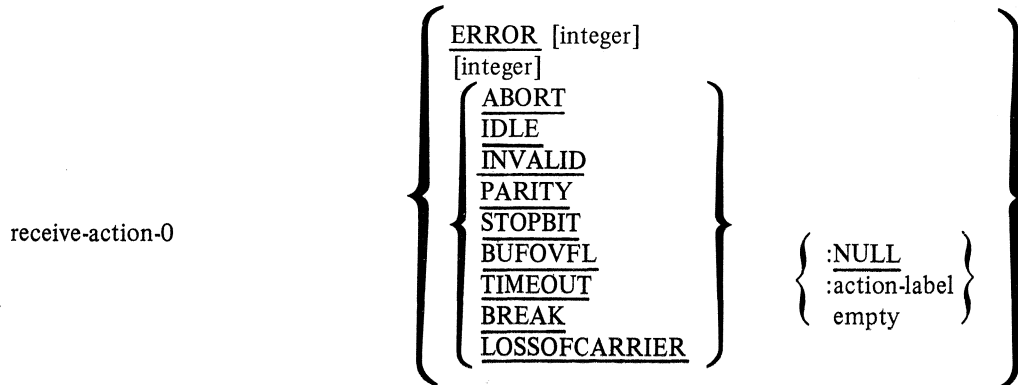 ERROR [integer]
[integer]
ABORT
IDLE
INVALID
PARITY
receive-action-0
STOPBIT
BUFOVFL
:NULL
TIMEOUT
:action-label
BREAK
empty
LOSSOFCARRIER